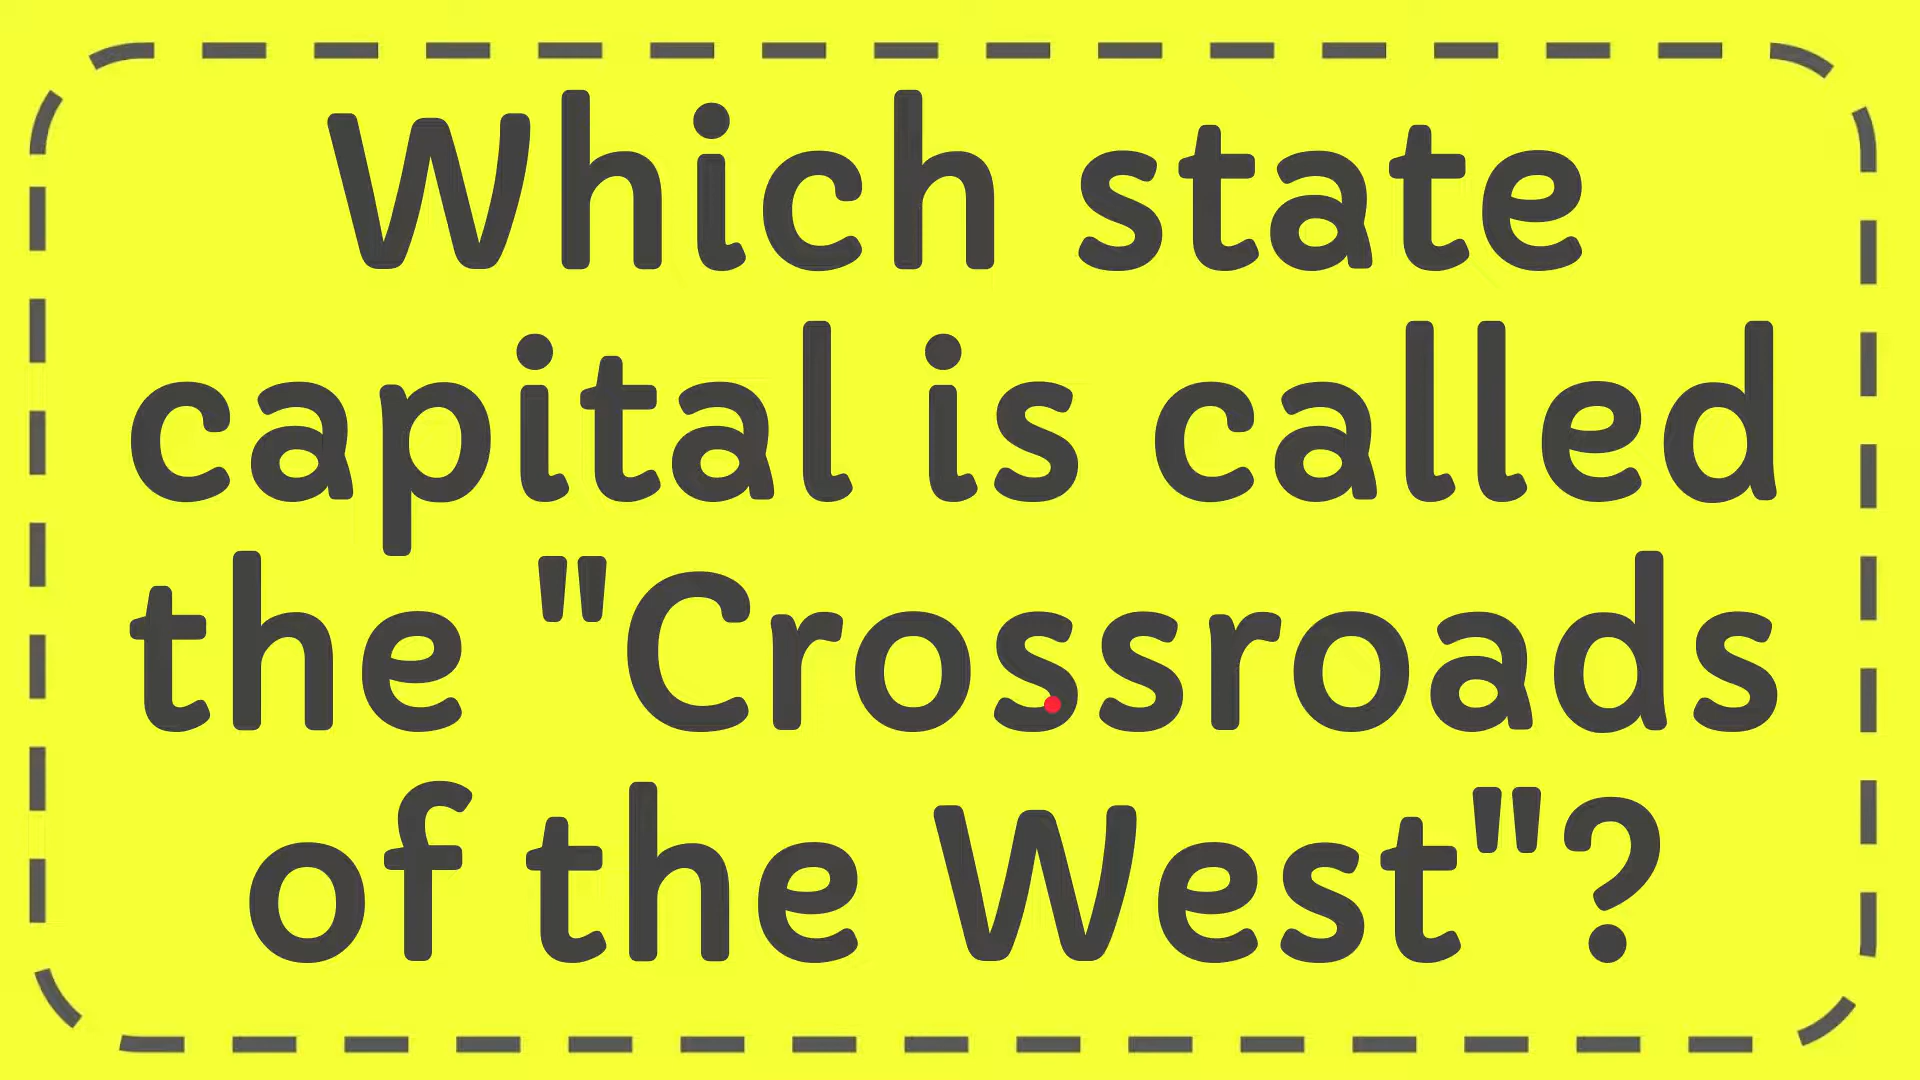 Which state
capital is called
the "Crossroads
of the West"?